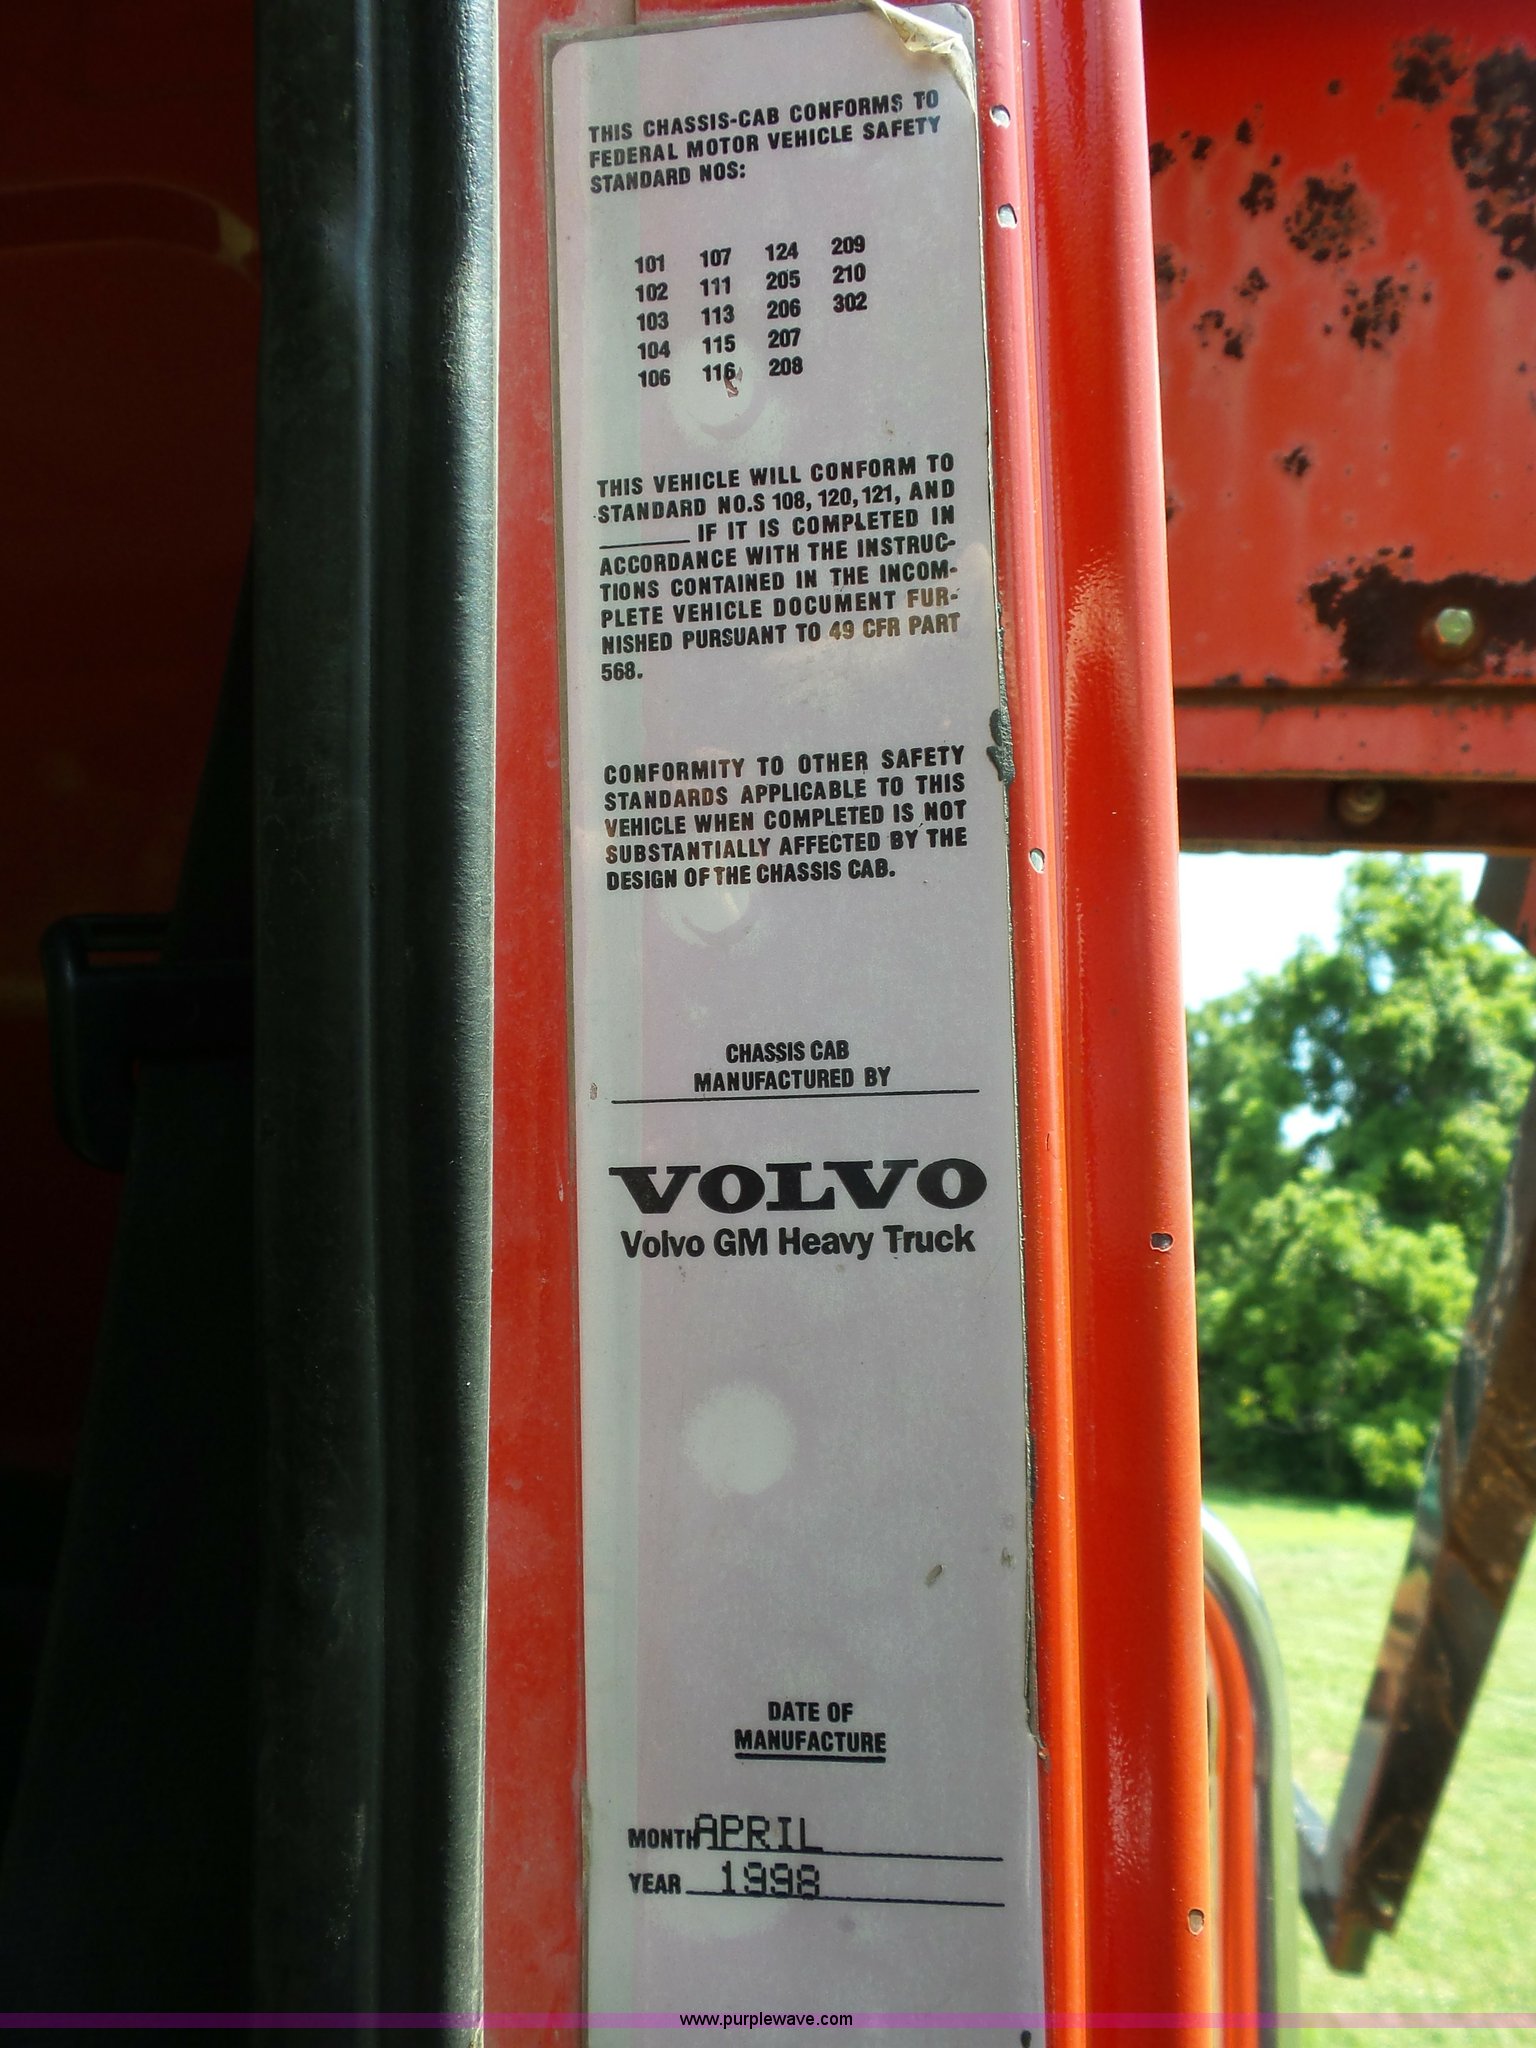 THIS CHASSIS-CAB CONFORMS TO
FEDERAL MOTOR VEHICLE SAFETY
STANDARD NOS:
101 107 124 209
102 111 205 210
103 113 206 302
104 115 207
106 116 208
THIS VEHICLE WILL CONFORM TO
STANDARD NO.S 108, 120, 121, AND
________ IF IT IS COMPLETED IN
ACCORDANCE WITH THE INSTRUC-
TIONS CONTAINED IN THE INCOM-
PLETE VEHICLE DOCUMENT FUR-
NISHED PURSUANT TO 49 CFR PART
568.
CONFORMITY TO OTHER SAFETY
STANDARDS APPLICABLE TO THIS
VEHICLE WHEN COMPLETED IS NOT
SUBSTANTIALLY AFFECTED BY THE
DESIGN OF THE CHASSIS CAB.
CHASSIS CAB
MANUFACTURED BY
VOLVO
Volvo GM Heavy Truck
DATE OF
MANUFACTURE
MONTH APRIL
YEAR 1998
www.purplewave.com